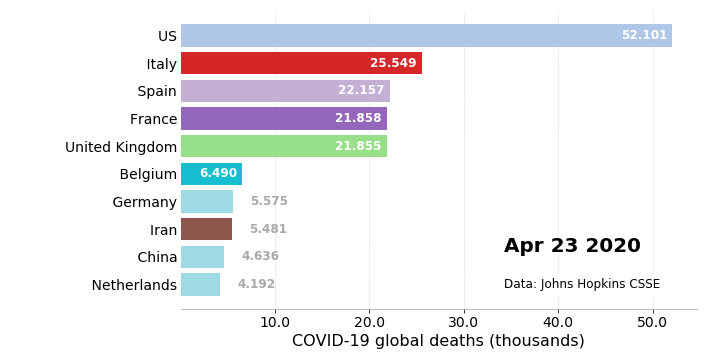 US 52.101
Italy 25.549
Spain 22.157
France 21.858
United Kingdom 21.855
Belgium 6.490
Germany 5.575
Iran 5.481
China 4.636
Netherlands 4.192
Apr 23 2020
Data: Johns Hopkins CSSE
10.0 20.0 30.0 40.0 50.0
COVID-19 global deaths (thousands)